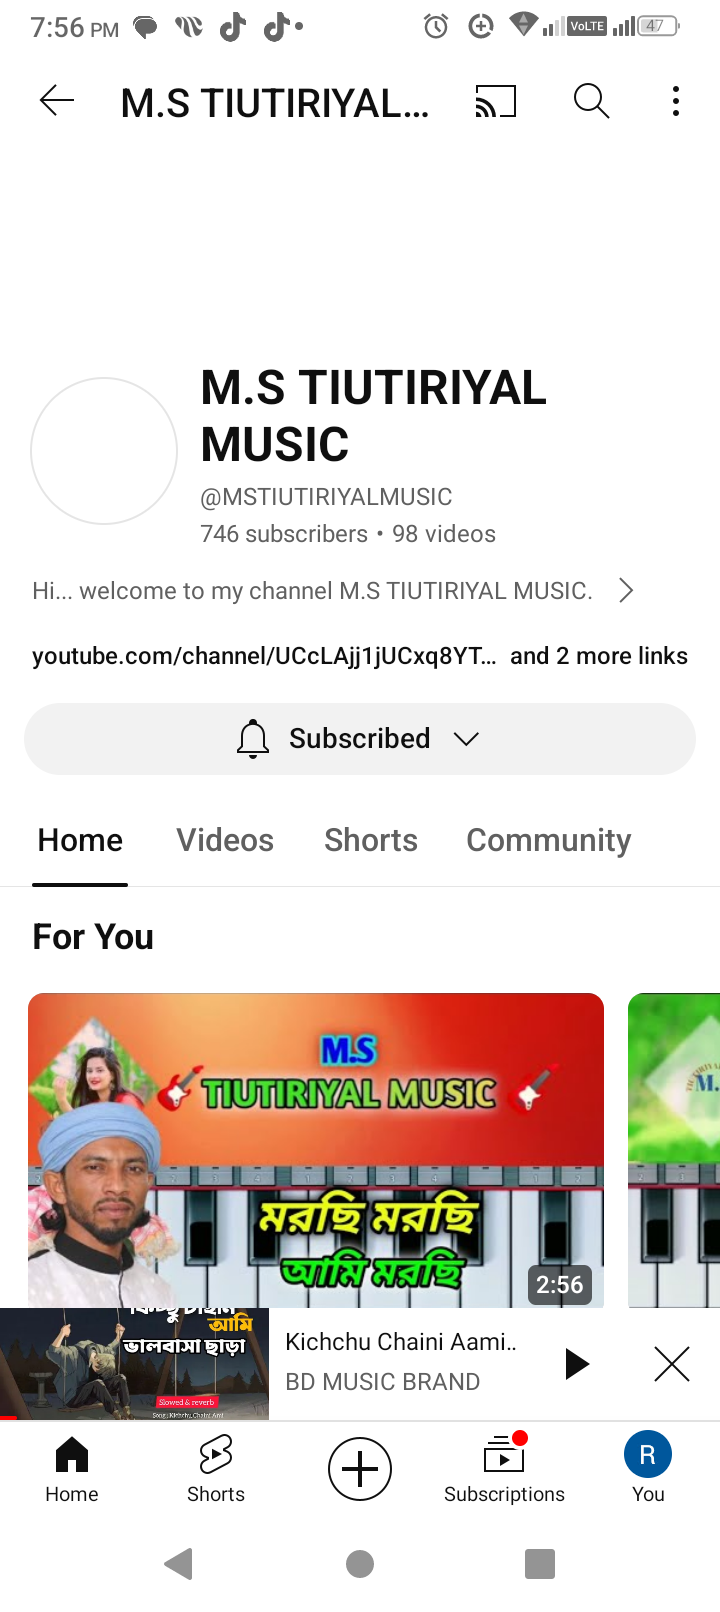 7:56 PM
VoLTE
47
M.S TIUTIRIYAL...
M.S TIUTIRIYAL
MUSIC
@MSTIUTIRIYALMUSIC
746 subscribers • 98 videos
Hi... welcome to my channel M.S TIUTIRIYAL MUSIC.
youtube.com/channel/UCcLAjj1jUCxq8YT... and 2 more links
Subscribed
Home Videos Shorts Community
For You
M.S
TIUTIRIYAL MUSIC
মরছি মরছি
আমি মরছি
2:56
M.
কিচ্ছু চাইনি
আমি
ভালবাসা ছাড়া
Slowed & reverb
Song : Kichchu Chaini Ami
Kichchu Chaini Aami..
BD MUSIC BRAND
Home
Shorts
Subscriptions
R
You